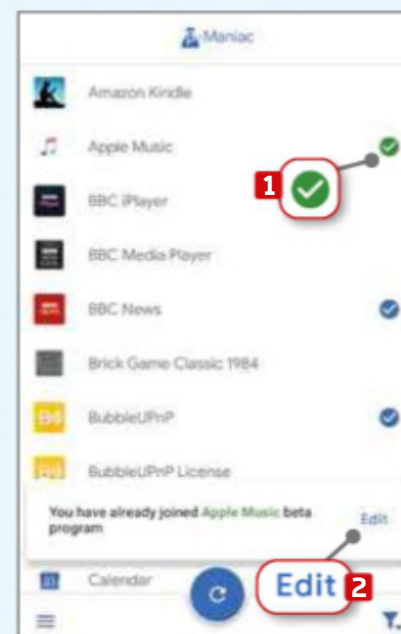 Maniac
Amazon Kindle
Apple Music
1
BBC iPlayer
BBC Media Player
BBC News
Brick Game Classic 1984
BubbleUPnP
BubbleUPnP License
You have already joined Apple Music beta
program
Edit
Calendar
Edit 2